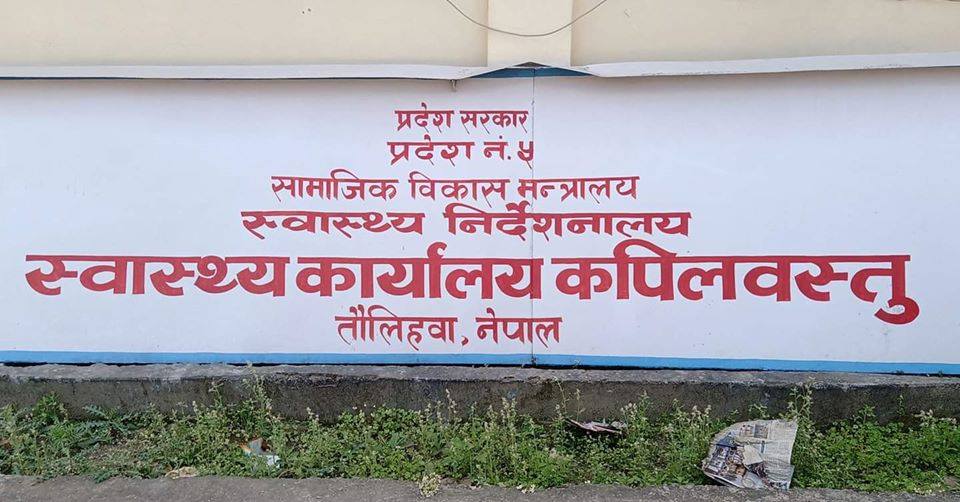 प्रदेश सरकार
प्रदेश नं. ५
सामाजिक विकास मन्त्रालय
स्वास्थ्य निर्देशनालय
स्वास्थ्य कार्यालय कपिलवस्तु
तौलिहवा, नेपाल